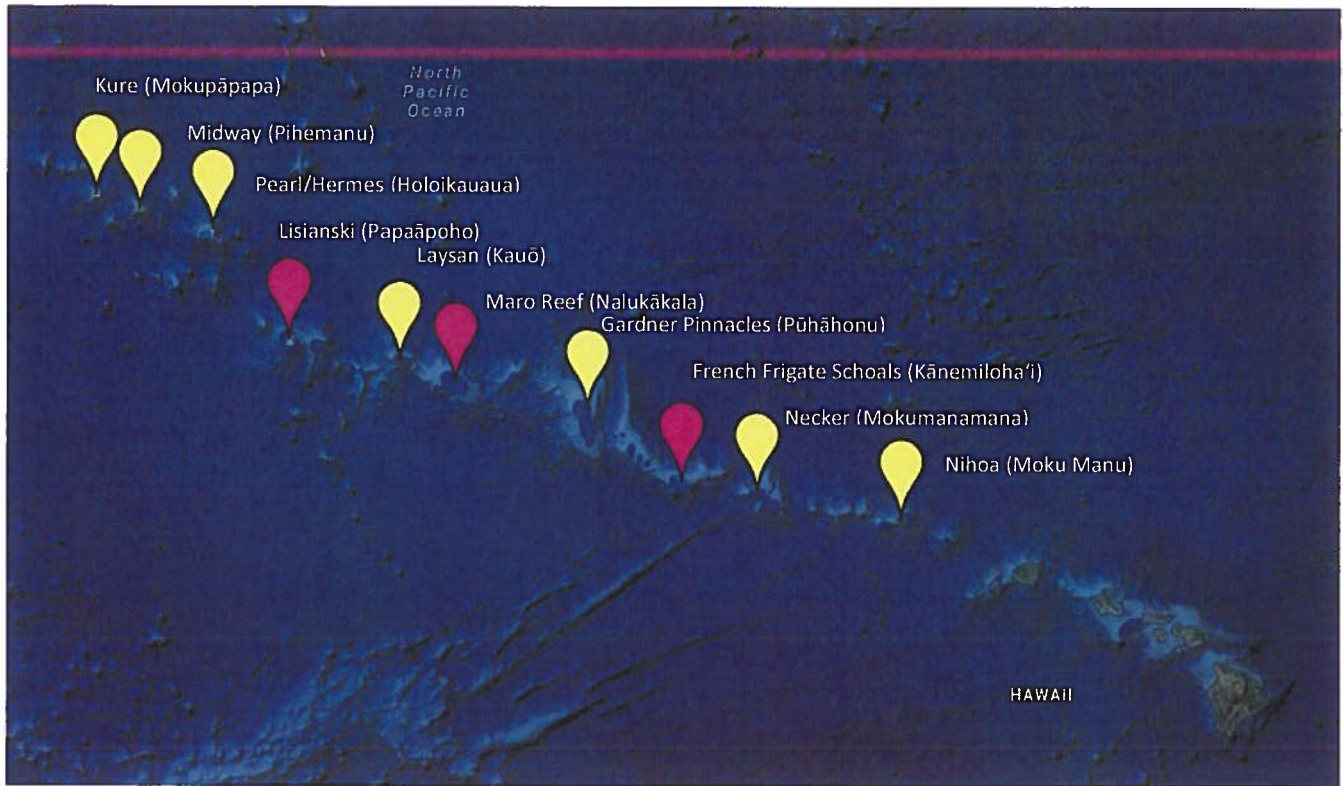 North
Pacific
Ocean
Kure (Mokupāpapa)
Midway (Pihemanu)
Pearl/Hermes (Holoikauaua)
Lisianski (Papaāpoho)
Laysan (Kauō)
Maro Reef (Nalukākala)
Gardner Pinnacles (Pūhāhonu)
French Frigate Schoals (Kānemilohaʻi)
Necker (Mokumanamana)
Nihoa (Moku Manu)
HAWAII